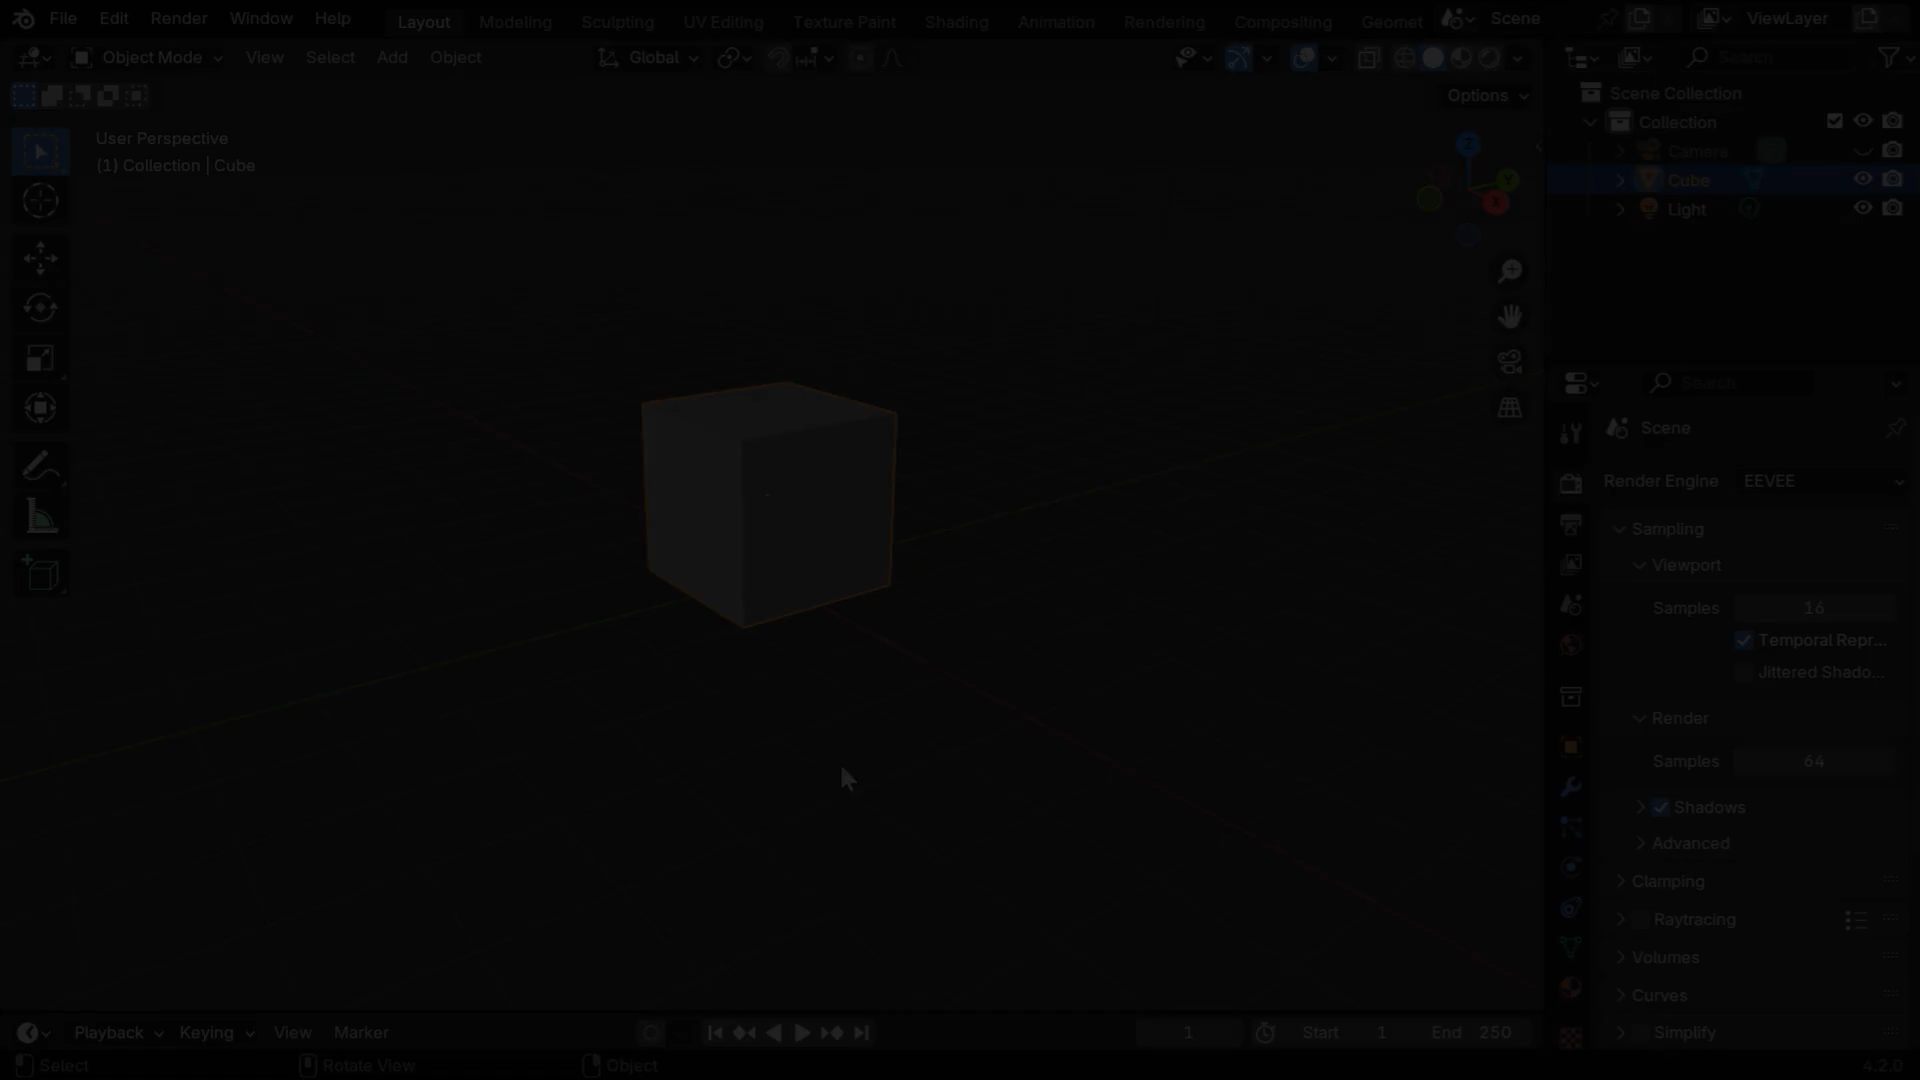 File Edit Render Window Help Layout Modeling Sculpting UV Editing Texture Paint Shading Animation Rendering Compositing Geomet Scene ViewLayer
Object Mode View Select Add Object Global Search
Options
User Perspective
(1) Collection | Cube
Z
Y
X
Scene Collection
Collection
Camera
Cube
Light
Search
Scene
Render Engine EEVEE
Sampling
Viewport
Samples 16
Temporal Repr...
Jittered Shado...
Render
Samples 64
Shadows
Advanced
Clamping
Raytracing
Volumes
Curves
Simplify
Playback Keying View Marker 1 Start 1 End 250
Select Rotate View Object 4.2.0